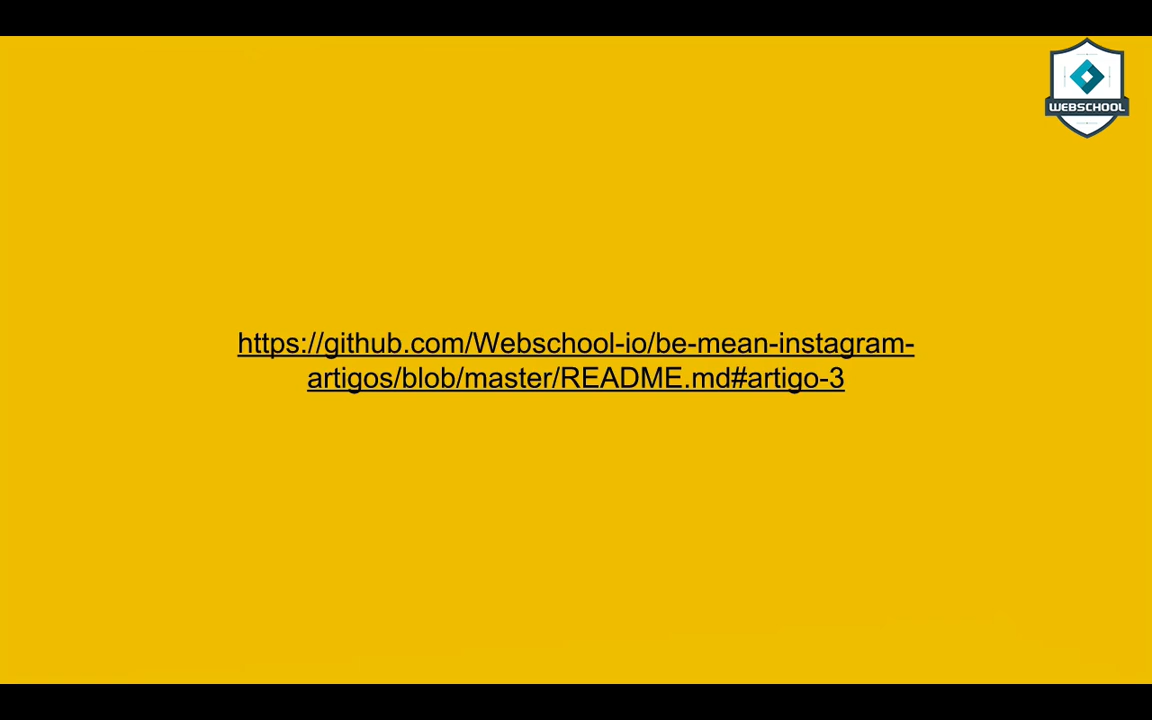 WEBSCHOOL
https://github.com/Webschool-io/be-mean-instagram-
artigos/blob/master/README.md#artigo-3